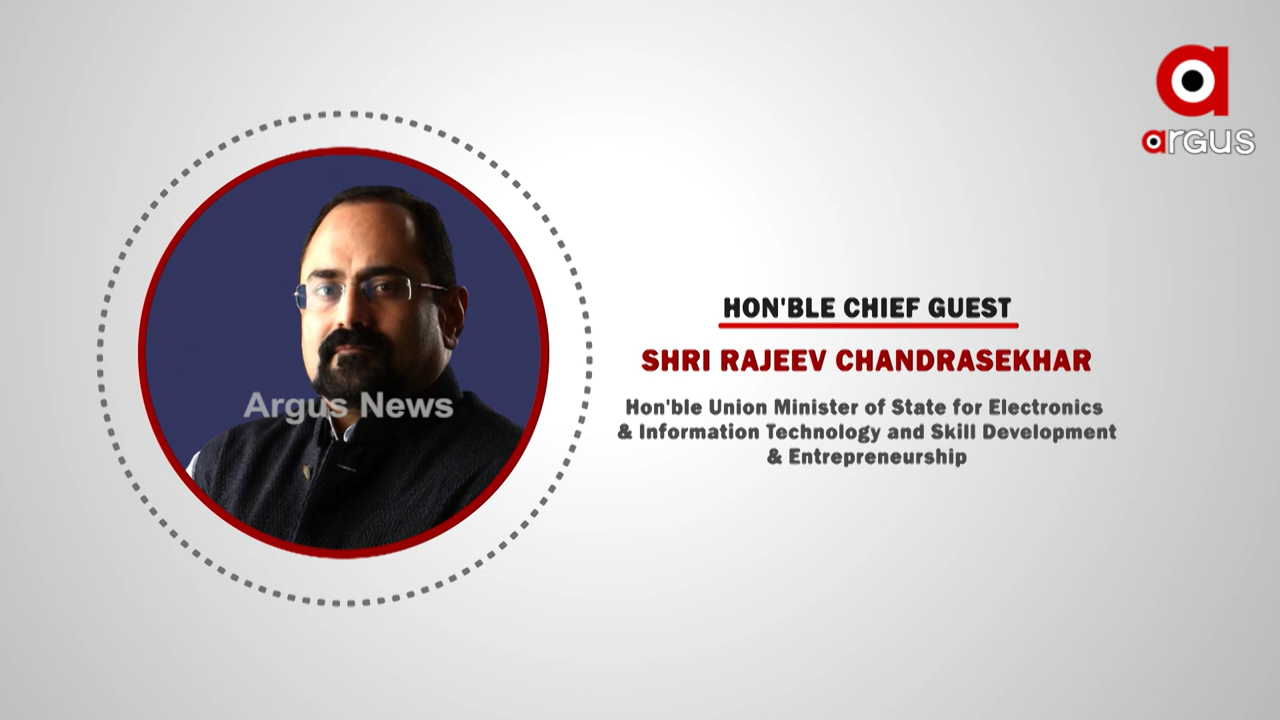 argus
HON'BLE CHIEF GUEST
SHRI RAJEEV CHANDRASEKHAR
Hon'ble Union Minister of State for Electronics
& Information Technology and Skill Development
& Entrepreneurship
Argus News